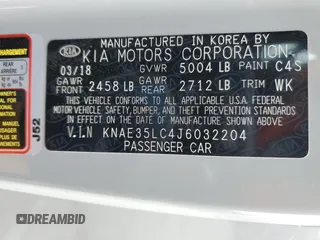 MANUFACTURED IN KOREA BY
KIA KIA MOTORS CORPORATION
03/18 GVWR 5004 LB PAINT C4S
GAWR FRONT 2458 LB GAWR REAR 2712 LB TRIM WK
THIS VEHICLE CONFORMS TO ALL APPLICABLE
FEDERAL MOTOR VEHICLE SAFETY, BUMPER,
AND THEFT PREVENTION STANDARDS IN EFFECT
ON THE DATE OF MANUFACTURE SHOWN ABOVE.
V.I.N KNAE35LC4J6032204
PASSENGER CAR
REAR
J52
DREAMBID